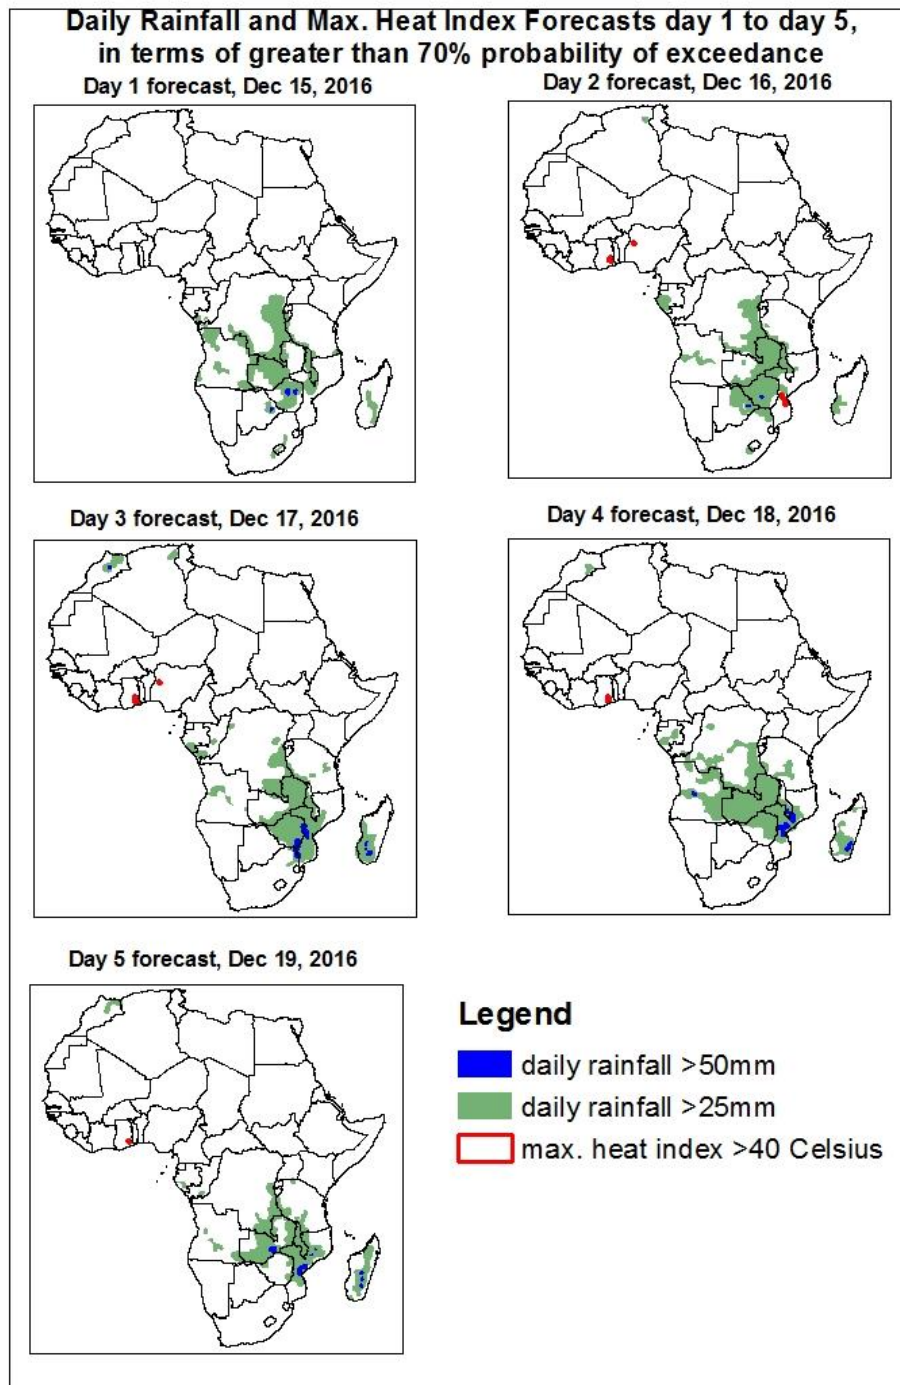 Daily Rainfall and Max. Heat Index Forecasts day 1 to day 5,
in terms of greater than 70% probability of exceedance
Day 1 forecast, Dec 15, 2016
Day 2 forecast, Dec 16, 2016
Day 3 forecast, Dec 17, 2016
Day 4 forecast, Dec 18, 2016
Day 5 forecast, Dec 19, 2016
Legend
daily rainfall >50mm
daily rainfall >25mm
max. heat index >40 Celsius